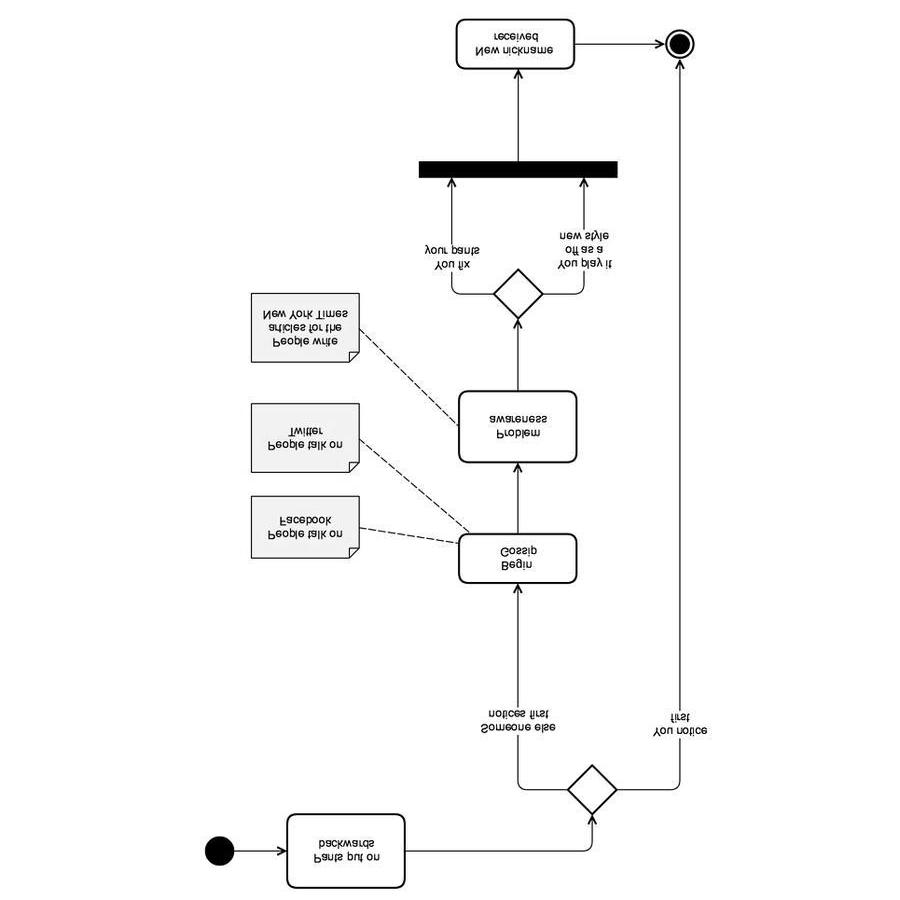 Pants put on
backwards
You notice
first
Someone else
notices first
Begin
Gossip
People talk on
Facebook
People talk on
Twitter
Problem
awareness
People write
articles for the
New York Times
You fix
your pants
You play it
off as a
new style
New nickname
received